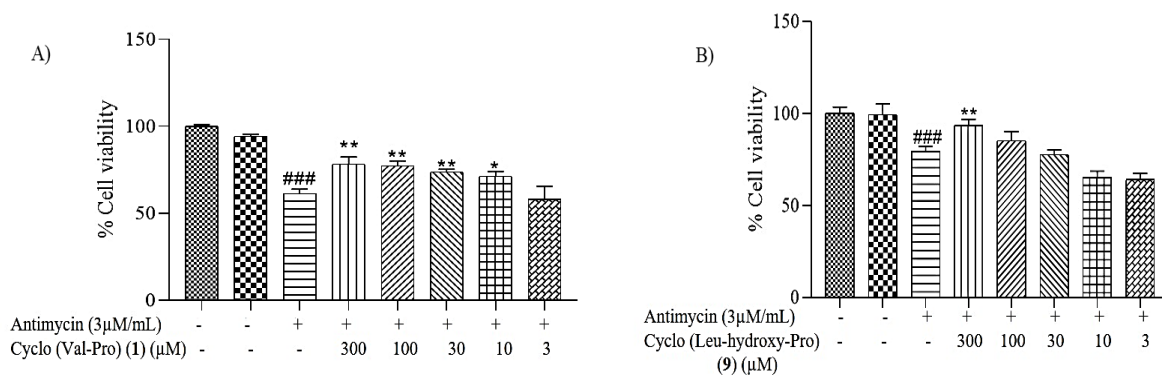 A)
% Cell viability
150
100
50
0
###
**
**
**
*
Antimycin (3µM/mL) - - + + + + + +
Cyclo (Val-Pro) (1) (µM) - - - 300 100 30 10 3
B)
% Cell viability
150
100
50
0
###
**
Antimycin (3µM/mL) - - + + + + + +
Cyclo (Leu-hydroxy-Pro) - - - 300 100 30 10 3
(9) (µM)